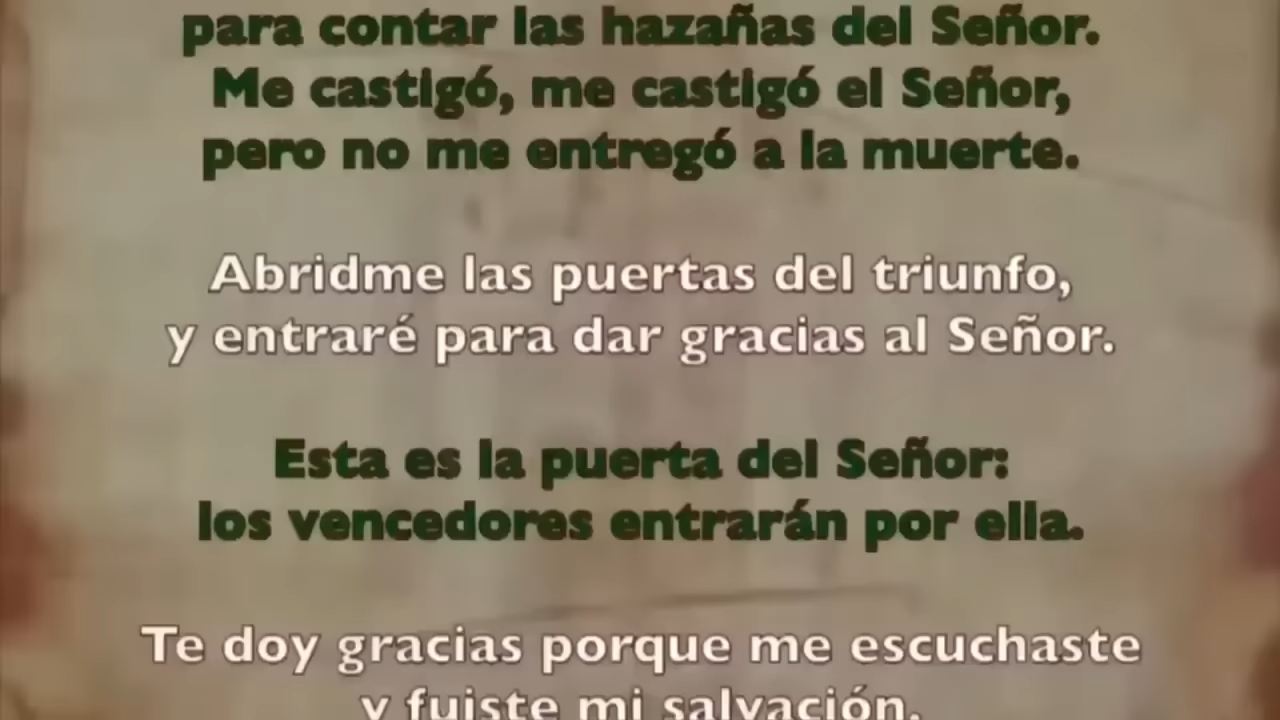 para contar las hazañas del Señor.
Me castigó, me castigó el Señor,
pero no me entregó a la muerte.
Abridme las puertas del triunfo,
y entraré para dar gracias al Señor.
Esta es la puerta del Señor:
los vencedores entrarán por ella.
Te doy gracias porque me escuchaste
y fuiste mi salvación.